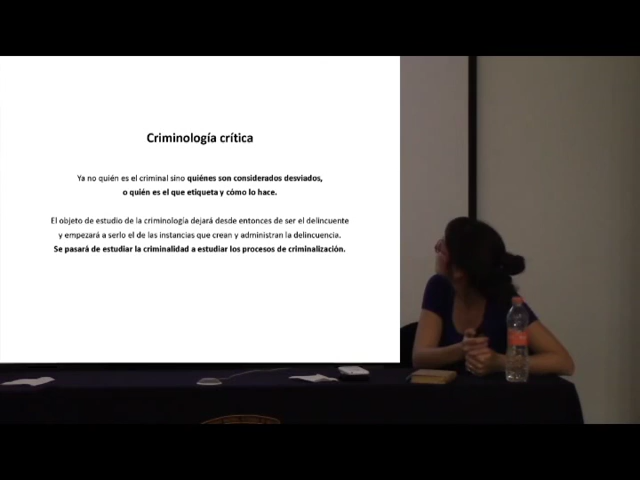 Criminología crítica
Ya no quién es el criminal sino quiénes son considerados desviados,
o quién es el que etiqueta y cómo lo hace.
El objeto de estudio de la criminología dejará desde entonces de ser el delincuente
y empezará a serlo el de las instancias que crean y administran la delincuencia.
Se pasará de estudiar la criminalidad a estudiar los procesos de criminalización.